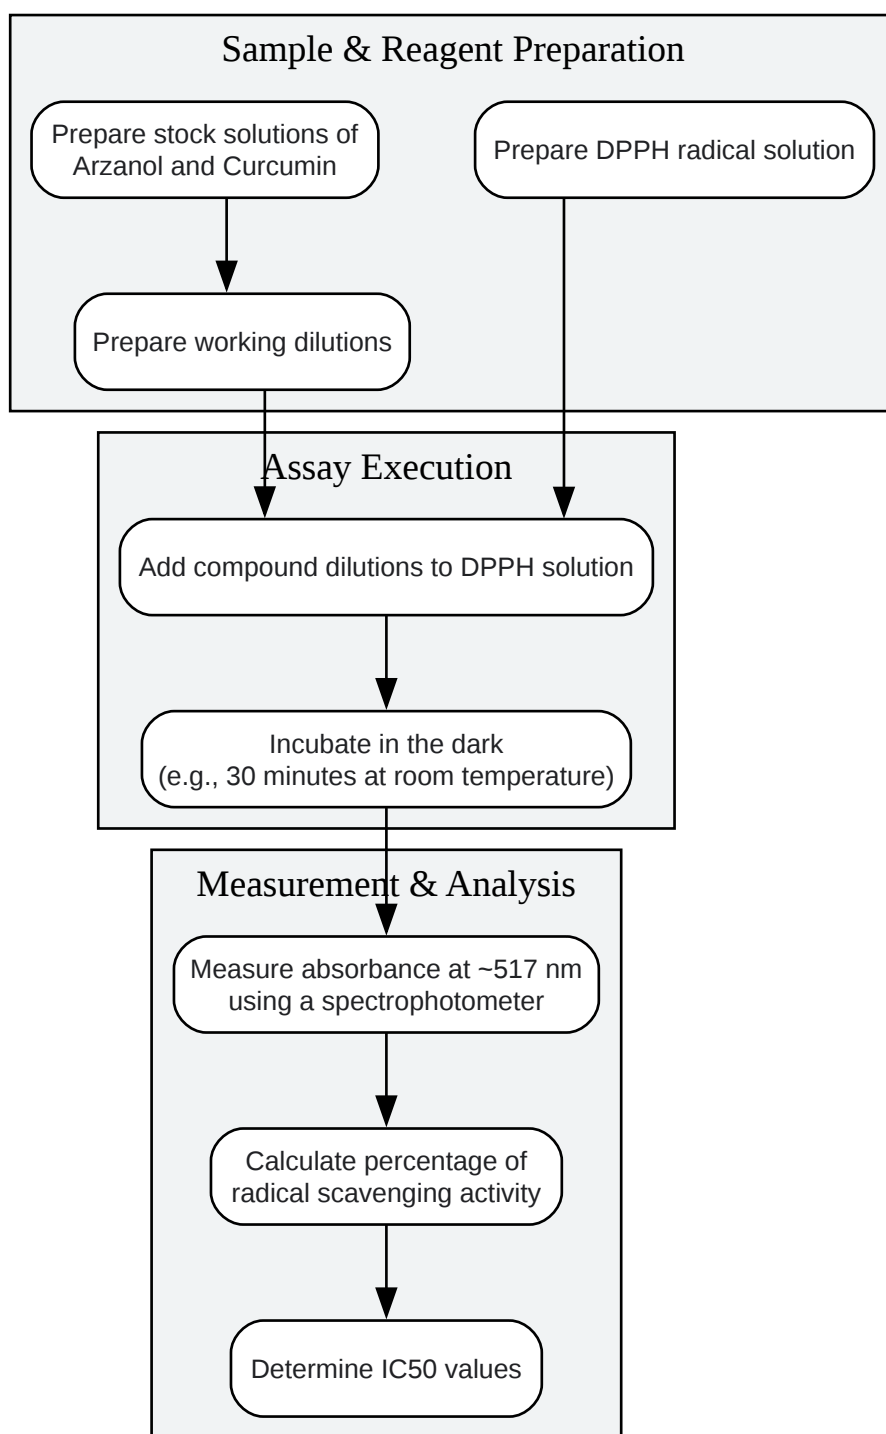 Sample & Reagent Preparation
Prepare stock solutions of
Arzanol and Curcumin
Prepare DPPH radical solution
Prepare working dilutions
Assay Execution
Add compound dilutions to DPPH solution
Incubate in the dark
(e.g., 30 minutes at room temperature)
Measurement & Analysis
Measure absorbance at ~517 nm
using a spectrophotometer
Calculate percentage of
radical scavenging activity
Determine IC50 values